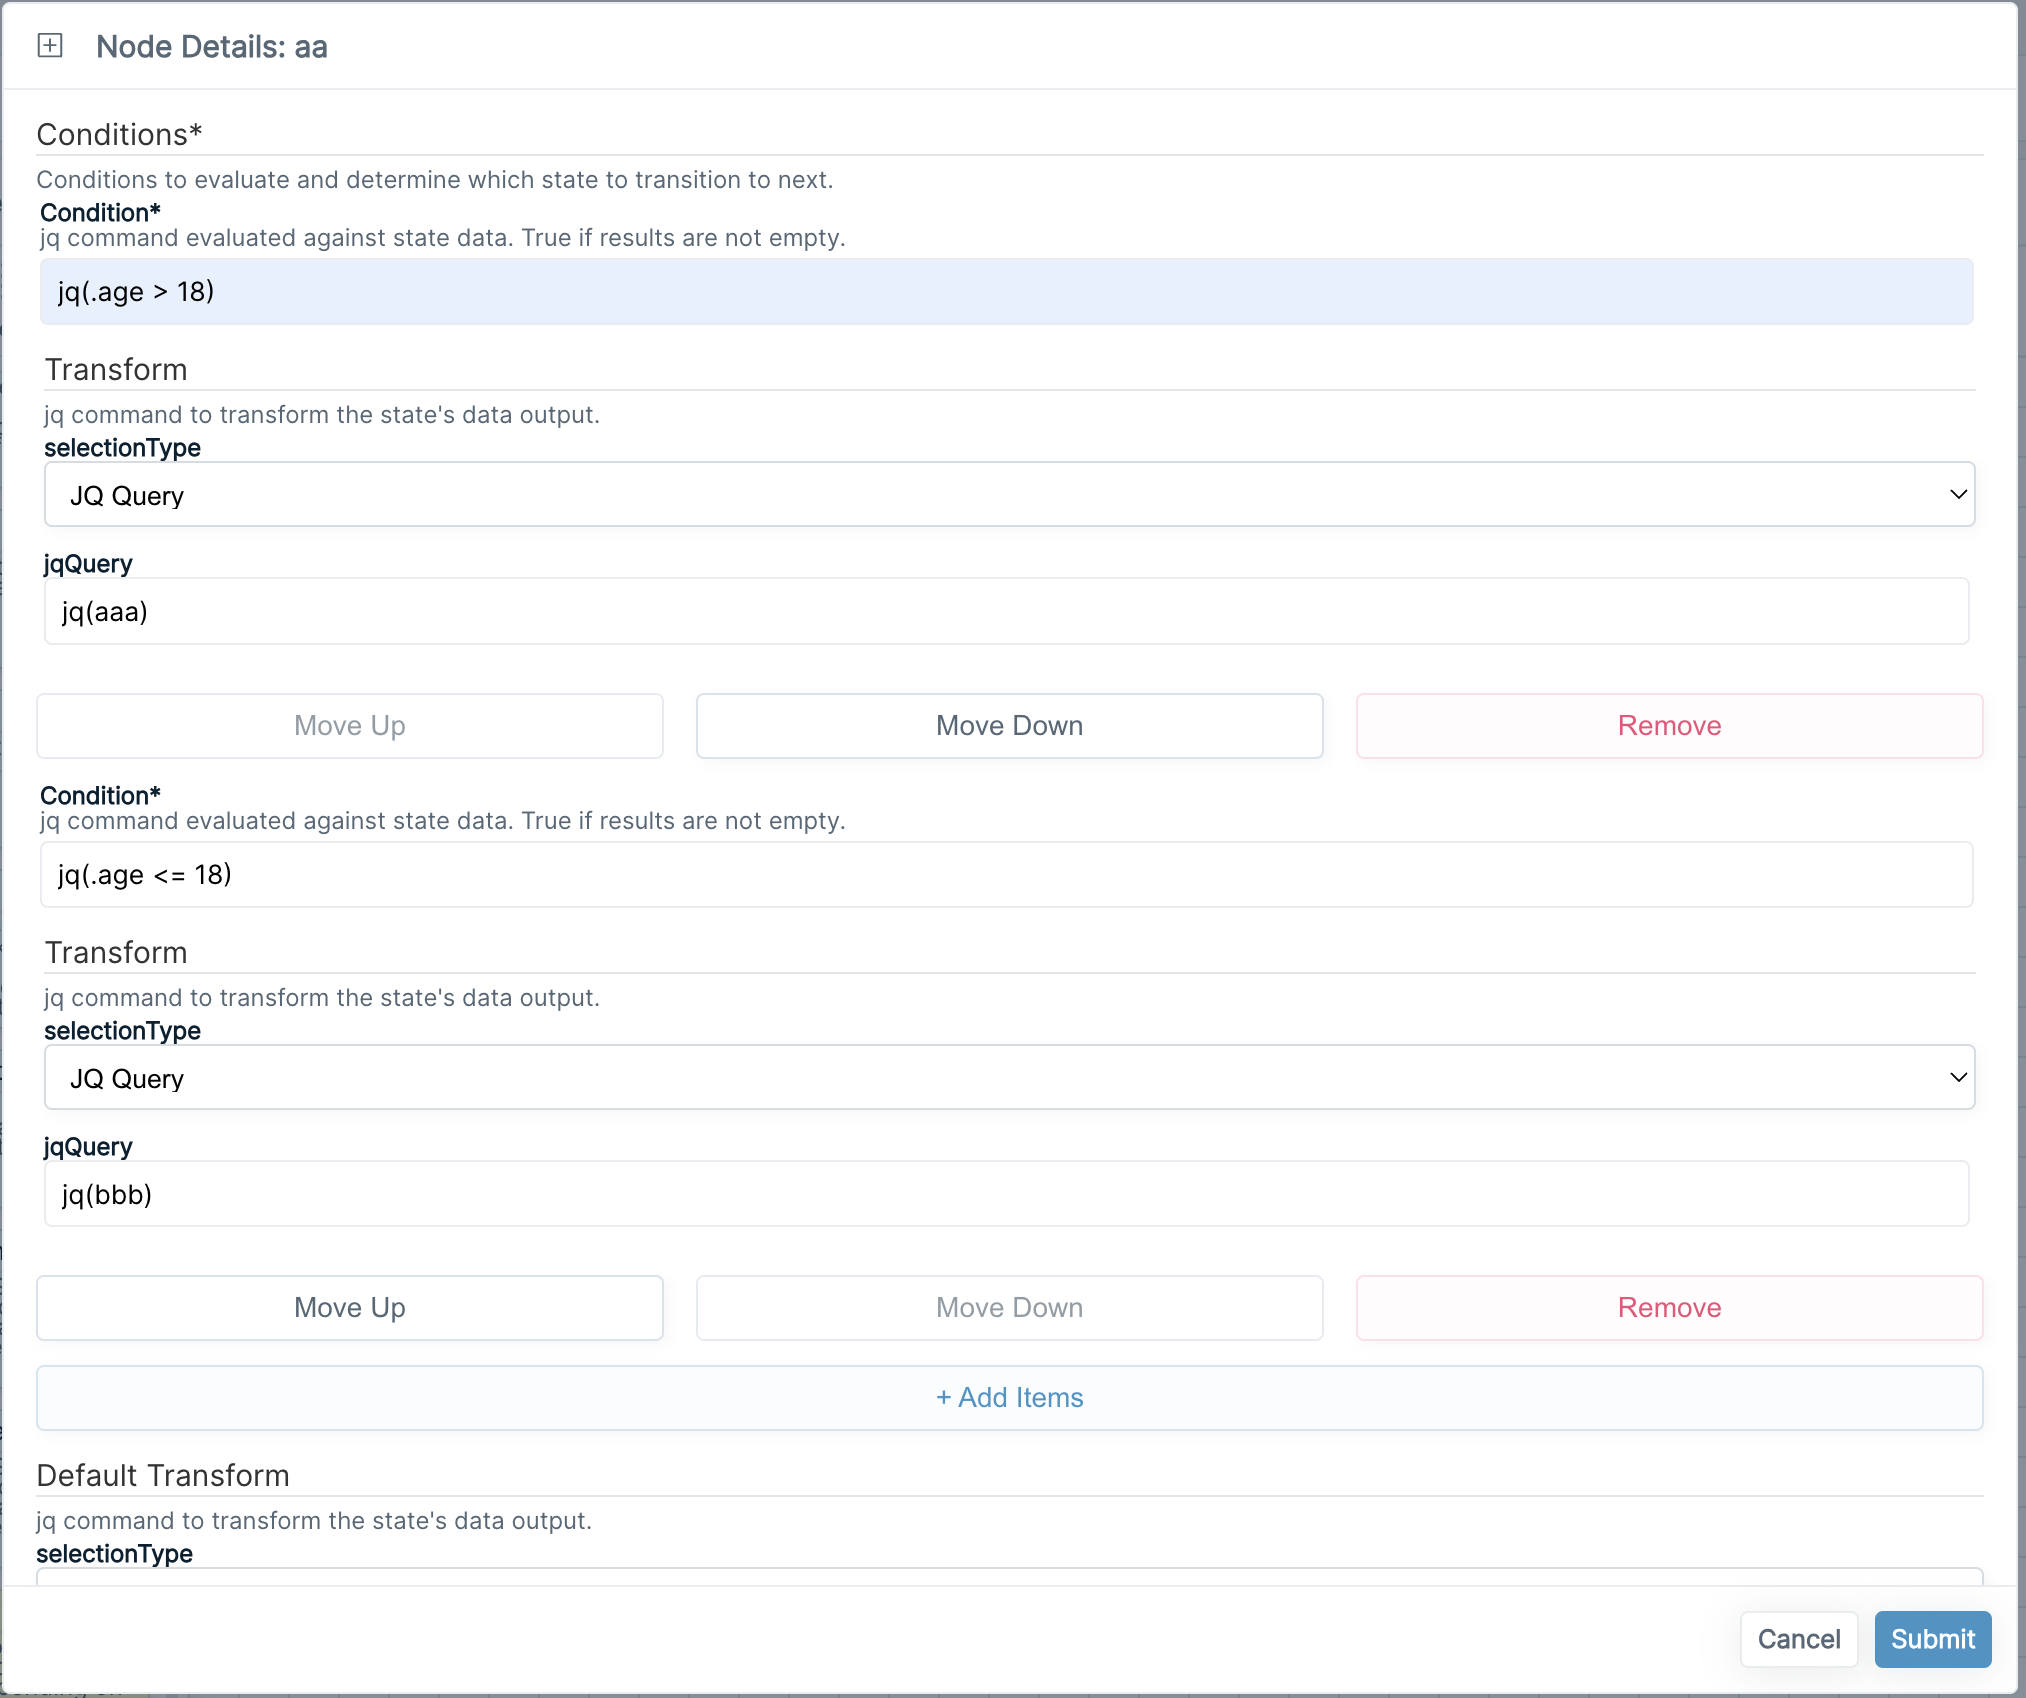 Node Details: aa
Conditions*
Conditions to evaluate and determine which state to transition to next.
Condition*
jq command evaluated against state data. True if results are not empty.
jq(.age > 18)
Transform
jq command to transform the state's data output.
selectionType
JQ Query
jqQuery
jq(aaa)
Move Up Move Down Remove
Condition*
jq command evaluated against state data. True if results are not empty.
jq(.age <= 18)
Transform
jq command to transform the state's data output.
selectionType
JQ Query
jqQuery
jq(bbb)
Move Up Move Down Remove
+ Add Items
Default Transform
jq command to transform the state's data output.
selectionType
Cancel Submit